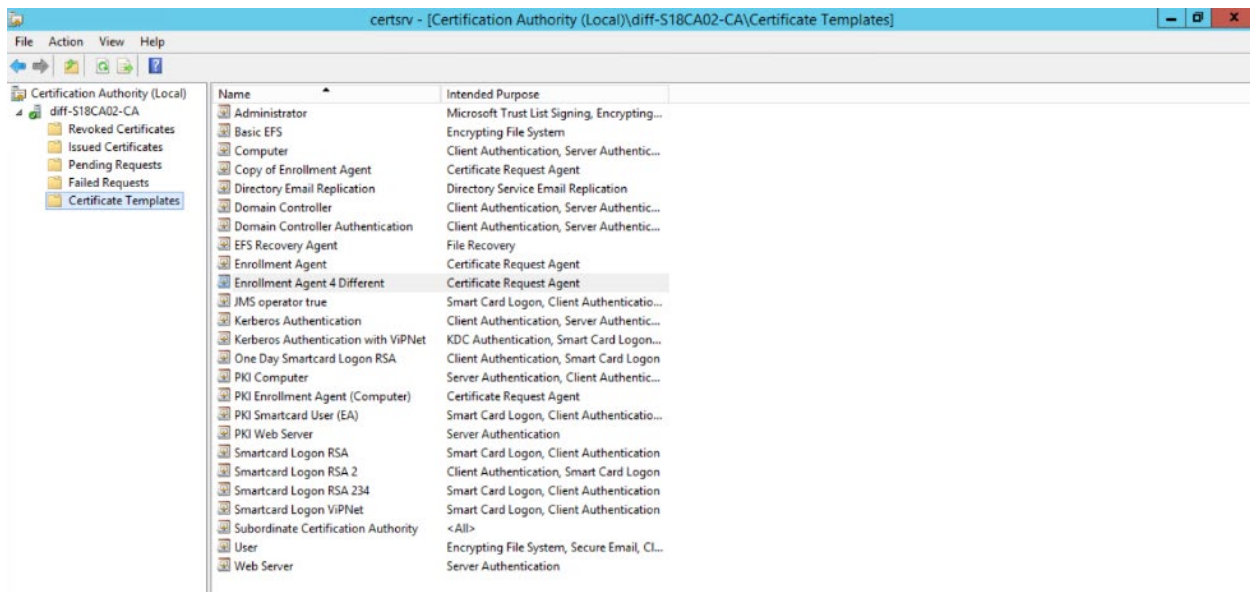 certsrv - [Certification Authority (Local)\diff-S18CA02-CA\Certificate Templates]
File Action View Help
Certification Authority (Local)
diff-S18CA02-CA
Revoked Certificates
Issued Certificates
Pending Requests
Failed Requests
Certificate Templates
Name Intended Purpose
Administrator Microsoft Trust List Signing, Encrypting...
Basic EFS Encrypting File System
Computer Client Authentication, Server Authentic...
Copy of Enrollment Agent Certificate Request Agent
Directory Email Replication Directory Service Email Replication
Domain Controller Client Authentication, Server Authentic...
Domain Controller Authentication Client Authentication, Server Authentic...
EFS Recovery Agent File Recovery
Enrollment Agent Certificate Request Agent
Enrollment Agent 4 Different Certificate Request Agent
JMS operator true Smart Card Logon, Client Authenticatio...
Kerberos Authentication Client Authentication, Server Authentic...
Kerberos Authentication with ViPNet KDC Authentication, Smart Card Logon...
One Day Smartcard Logon RSA Client Authentication, Smart Card Logon
PKI Computer Server Authentication, Client Authentic...
PKI Enrollment Agent (Computer) Certificate Request Agent
PKI Smartcard User (EA) Smart Card Logon, Client Authenticatio...
PKI Web Server Server Authentication
Smartcard Logon RSA Smart Card Logon, Client Authentication
Smartcard Logon RSA 2 Client Authentication, Smart Card Logon
Smartcard Logon RSA 234 Smart Card Logon, Client Authentication
Smartcard Logon ViPNet Smart Card Logon, Client Authentication
Subordinate Certification Authority <All>
User Encrypting File System, Secure Email, Cl...
Web Server Server Authentication